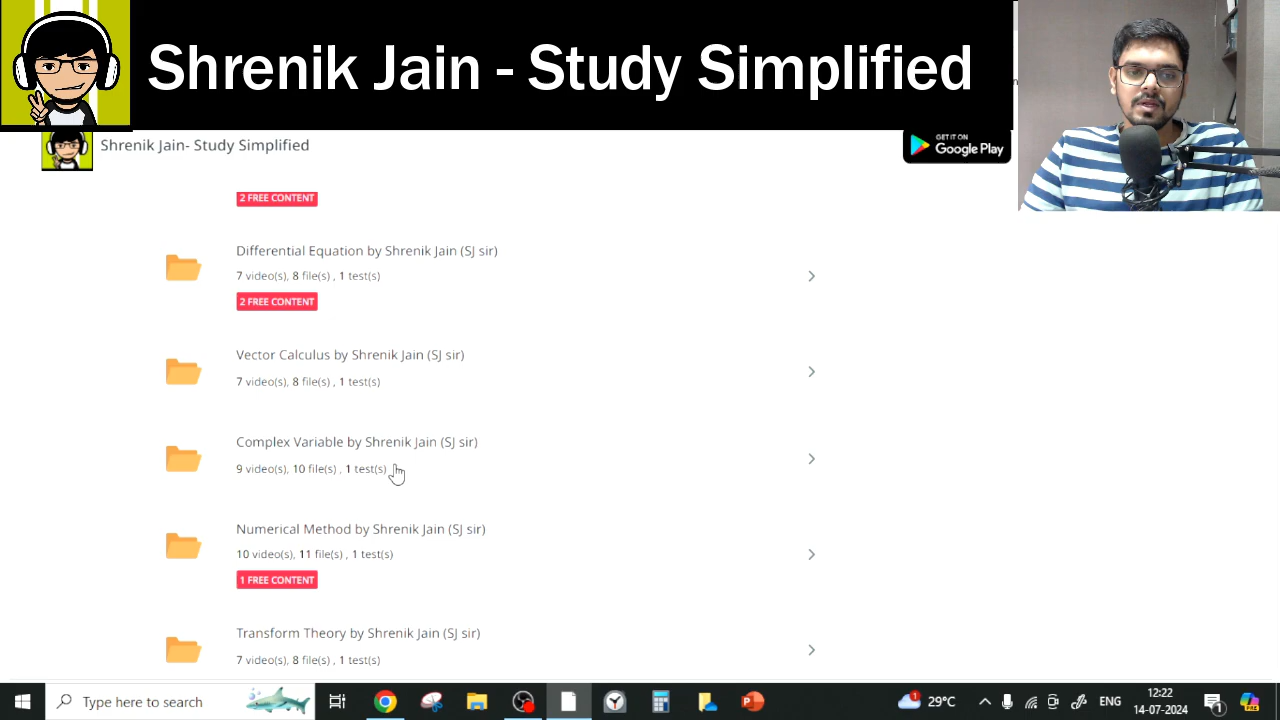 Shrenik Jain - Study Simplified
Shrenik Jain- Study Simplified
GET IT ON
Google Play
2 FREE CONTENT
Differential Equation by Shrenik Jain (SJ sir)
7 video(s), 8 file(s) , 1 test(s)
2 FREE CONTENT
Vector Calculus by Shrenik Jain (SJ sir)
7 video(s), 8 file(s) , 1 test(s)
Complex Variable by Shrenik Jain (SJ sir)
9 video(s), 10 file(s) , 1 test(s)
Numerical Method by Shrenik Jain (SJ sir)
10 video(s), 11 file(s) , 1 test(s)
1 FREE CONTENT
Transform Theory by Shrenik Jain (SJ sir)
7 video(s), 8 file(s) , 1 test(s)
Type here to search
1
29°C
ENG
12:22
14-07-2024
1